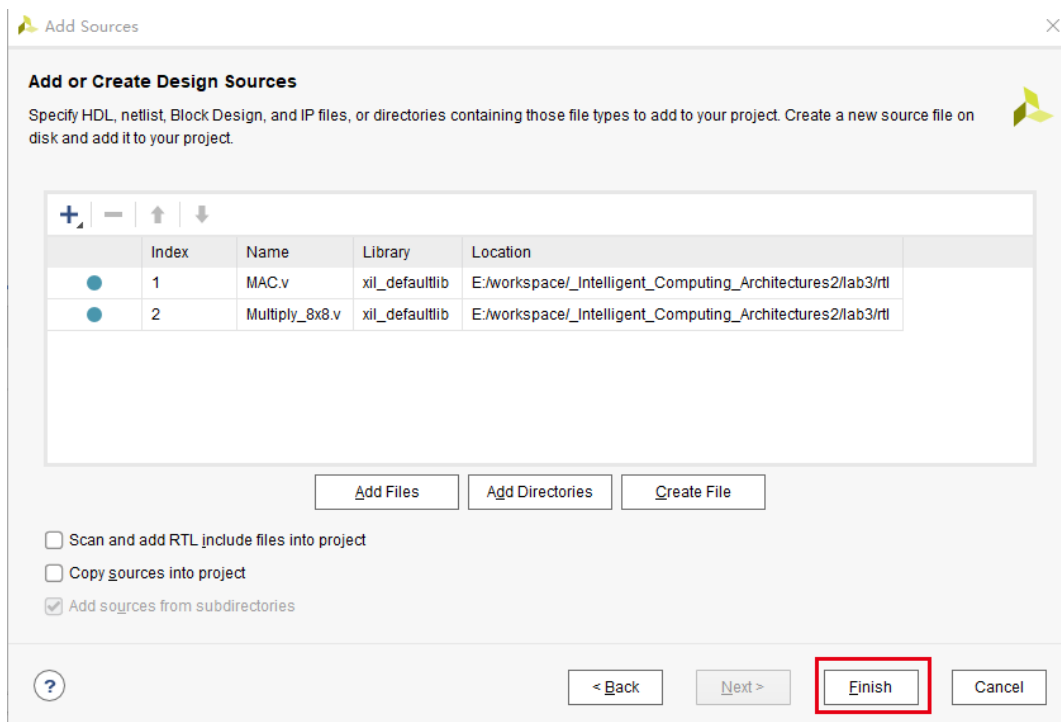 Add Sources
Add or Create Design Sources
Specify HDL, netlist, Block Design, and IP files, or directories containing those file types to add to your project. Create a new source file on
disk and add it to your project.
Index Name Library Location
1 MAC.v xil_defaultlib E:/workspace/_Intelligent_Computing_Architectures2/lab3/rtl
2 Multiply_8x8.v xil_defaultlib E:/workspace/_Intelligent_Computing_Architectures2/lab3/rtl
Add Files Add Directories Create File
Scan and add RTL include files into project
Copy sources into project
Add sources from subdirectories
? < Back Next > Finish Cancel